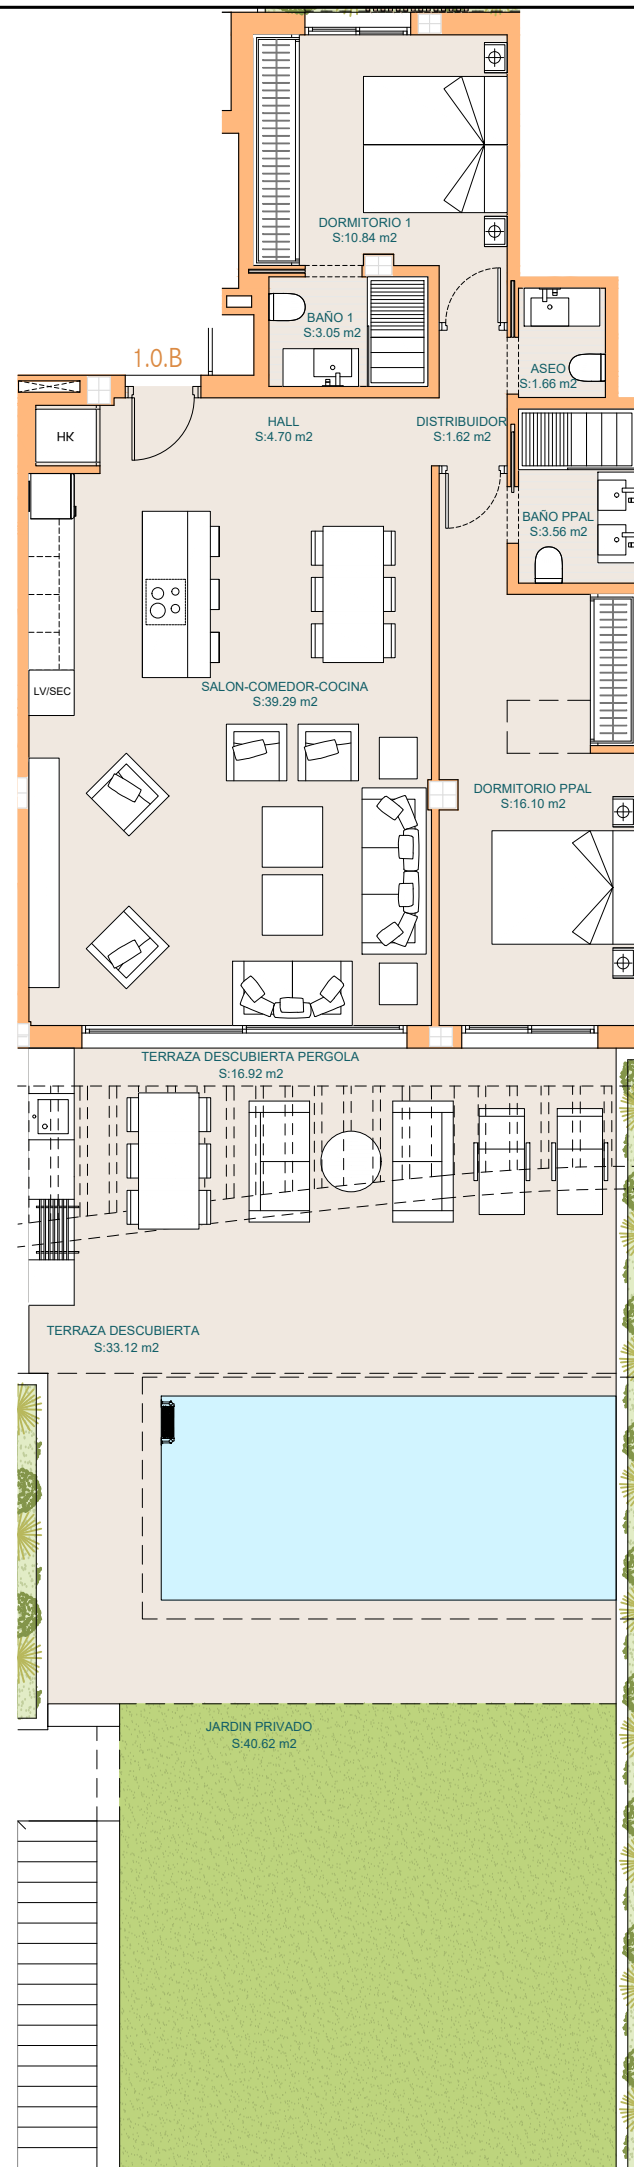 DORMITORIO 1
S:10.84 m2
BAÑO 1
S:3.05 m2
1.0.B
ASEO
S:1.66 m2
HK
HALL
S:4.70 m2
DISTRIBUIDOR
S:1.62 m2
BAÑO PPAL
S:3.56 m2
LV/SEC
SALON-COMEDOR-COCINA
S:39.29 m2
DORMITORIO PPAL
S:16.10 m2
TERRAZA DESCUBIERTA PERGOLA
S:16.92 m2
TERRAZA DESCUBIERTA
S:33.12 m2
JARDIN PRIVADO
S:40.62 m2